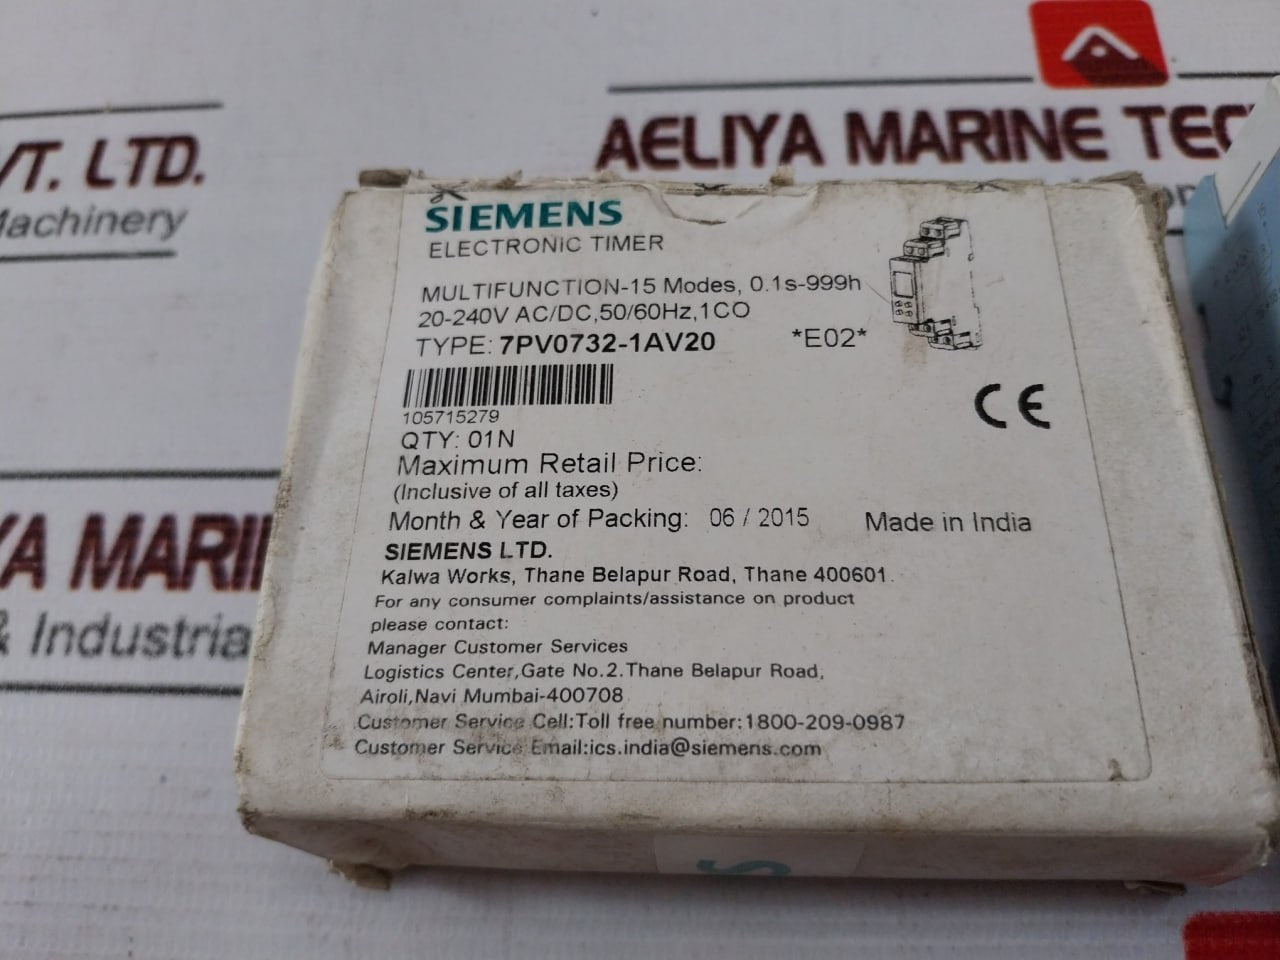 VT. LTD.
Machinery
AELIYA MARINE TEC
SIEMENS
ELECTRONIC TIMER
MULTIFUNCTION-15 Modes, 0.1s-999h
20-240V AC/DC,50/60Hz,1CO
TYPE: 7PV0732-1AV20 *E02*
105715279
CE
QTY: 01N
Maximum Retail Price:
(Inclusive of all taxes)
Month & Year of Packing: 06 / 2015 Made in India
SIEMENS LTD.
Kalwa Works, Thane Belapur Road, Thane 400601.
For any consumer complaints/assistance on product
please contact:
Manager Customer Services
Logistics Center,Gate No.2.Thane Belapur Road,
Airoli,Navi Mumbai-400708
Customer Service Cell:Toll free number:1800-209-0987
Customer Service Email:ics.india@siemens.com
YA MARI
& Industria
S